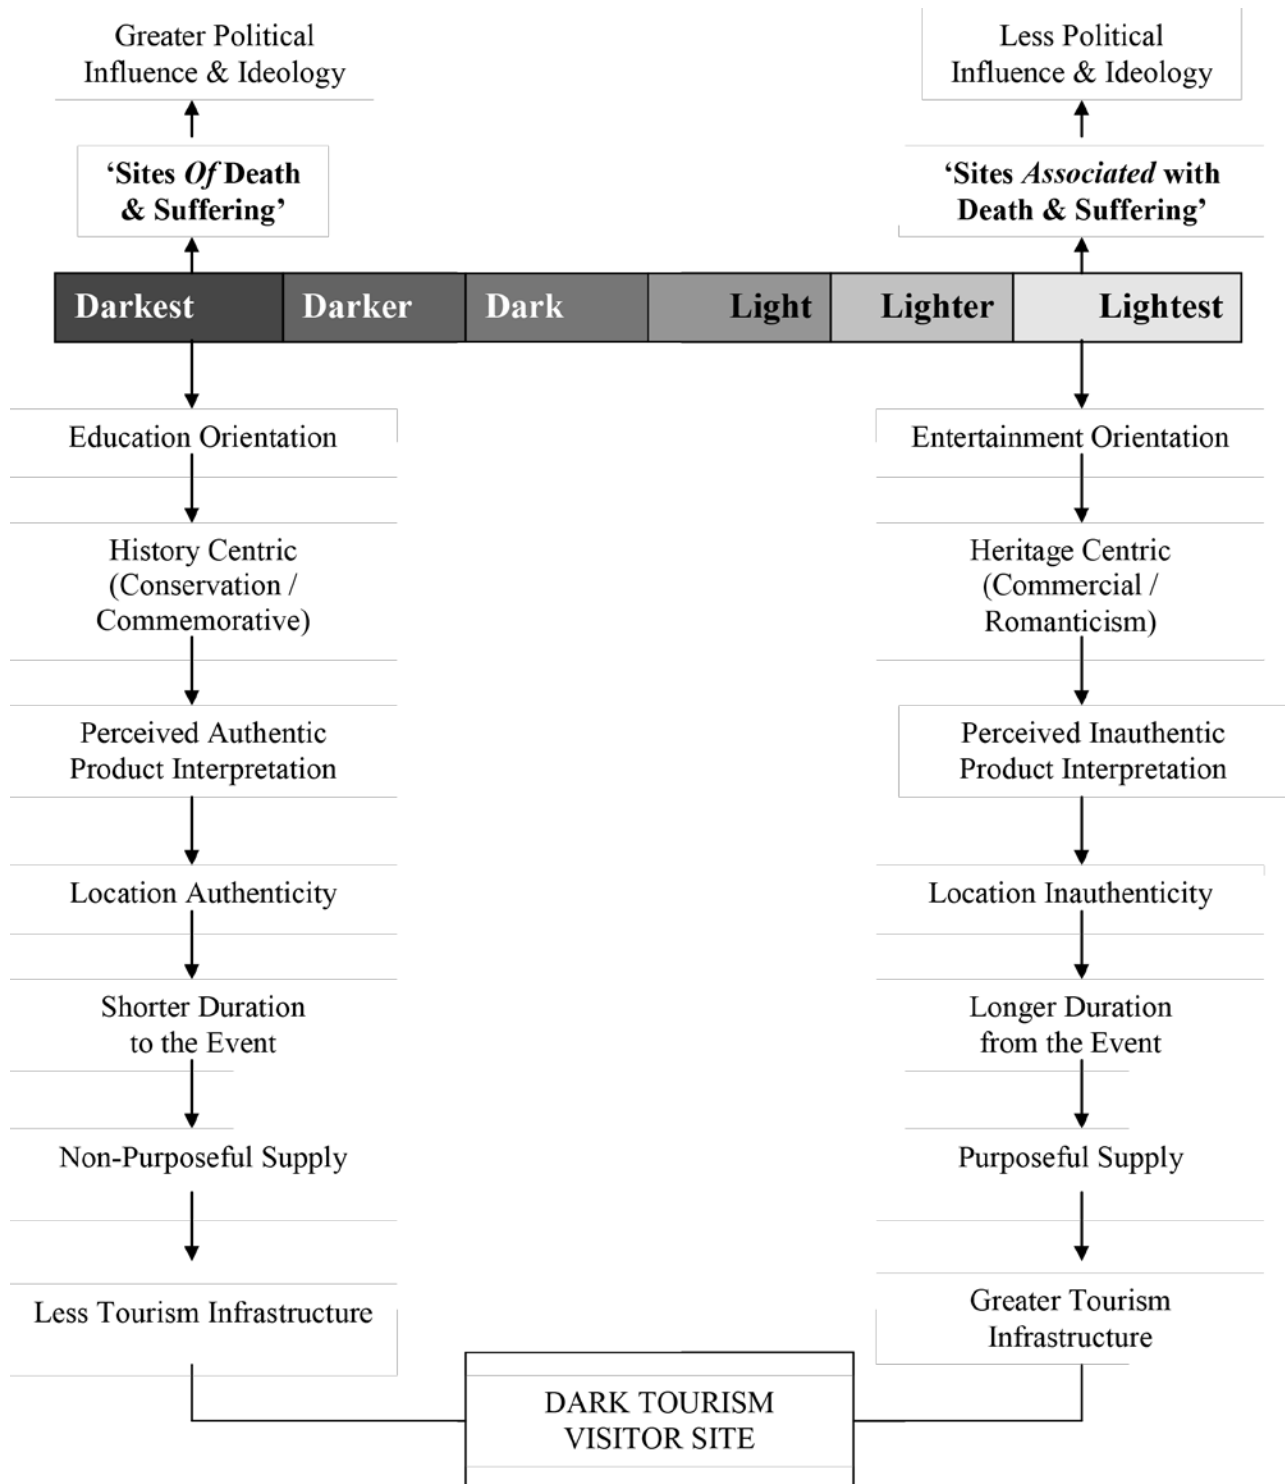 Greater Political
Influence & Ideology
Less Political
Influence & Ideology
‘Sites Of Death
& Suffering’
‘Sites Associated with
Death & Suffering’
Darkest Darker Dark Light Lighter Lightest
Education Orientation
Entertainment Orientation
History Centric
(Conservation /
Commemorative)
Heritage Centric
(Commercial /
Romanticism)
Perceived Authentic
Product Interpretation
Perceived Inauthentic
Product Interpretation
Location Authenticity
Location Inauthenticity
Shorter Duration
to the Event
Longer Duration
from the Event
Non-Purposeful Supply
Purposeful Supply
Less Tourism Infrastructure
Greater Tourism
Infrastructure
DARK TOURISM
VISITOR SITE